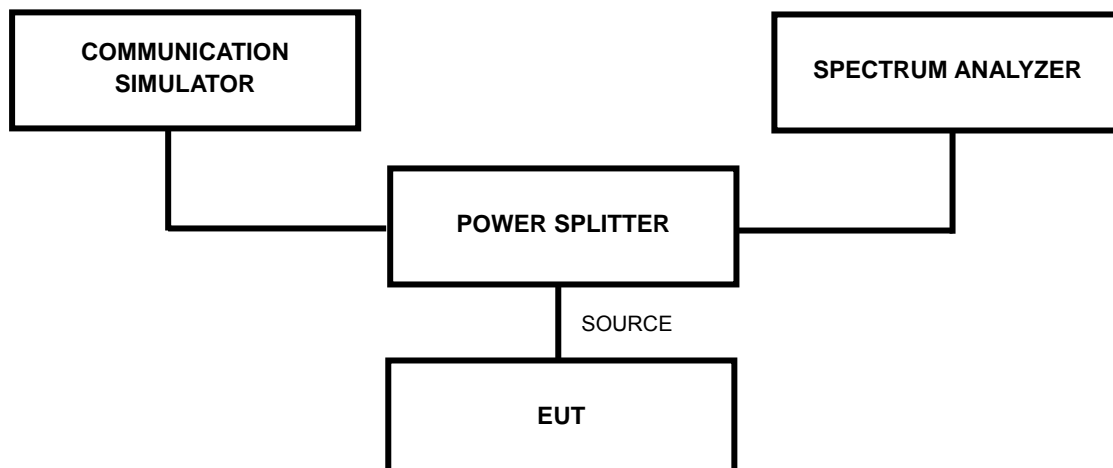 COMMUNICATION
SIMULATOR
SPECTRUM ANALYZER
POWER SPLITTER
SOURCE
EUT